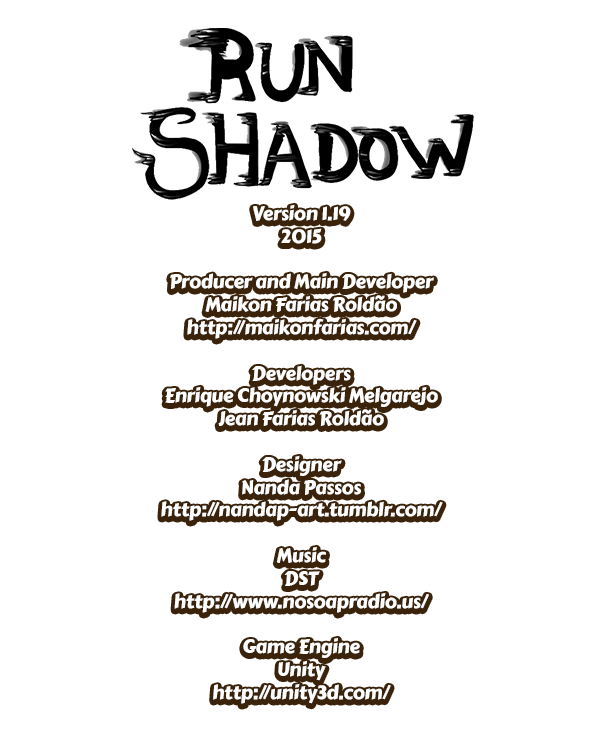 RUN
SHADOW
Version 1.19
2015
Producer and Main Developer
Maikon Farias Roldão
http://maikonfarias.com/
Developers
Enrique Choynowski Melgarejo
Jean Farias Roldão
Designer
Nanda Passos
http://nandap-art.tumblr.com/
Music
DST
http://www.nosoapradio.us/
Game Engine
Unity
http://unity3d.com/